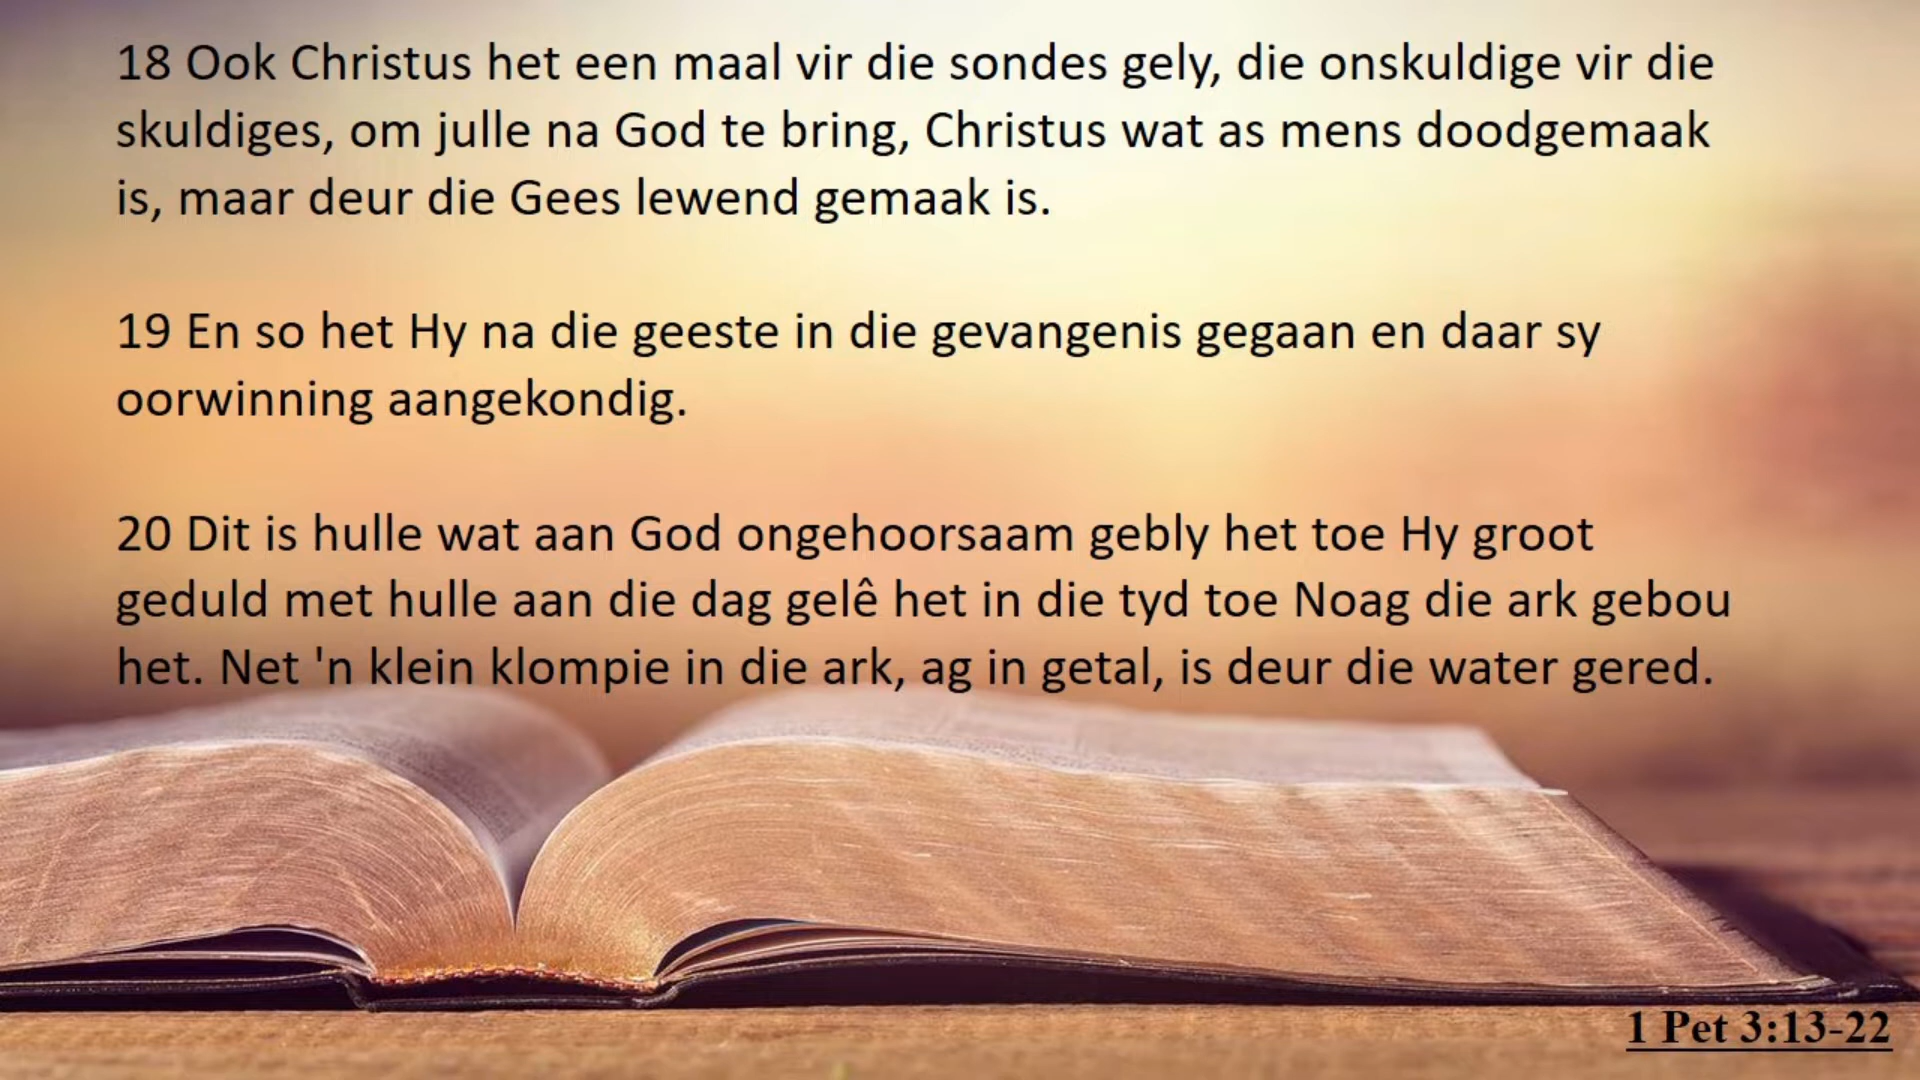 18 Ook Christus het een maal vir die sondes gely, die onskuldige vir die
skuldiges, om julle na God te bring, Christus wat as mens doodgemaak
is, maar deur die Gees lewend gemaak is.
19 En so het Hy na die geeste in die gevangenis gegaan en daar sy
oorwinning aangekondig.
20 Dit is hulle wat aan God ongehoorsaam gebly het toe Hy groot
geduld met hulle aan die dag gelê het in die tyd toe Noag die ark gebou
het. Net 'n klein klompie in die ark, ag in getal, is deur die water gered.
1 Pet 3:13-22